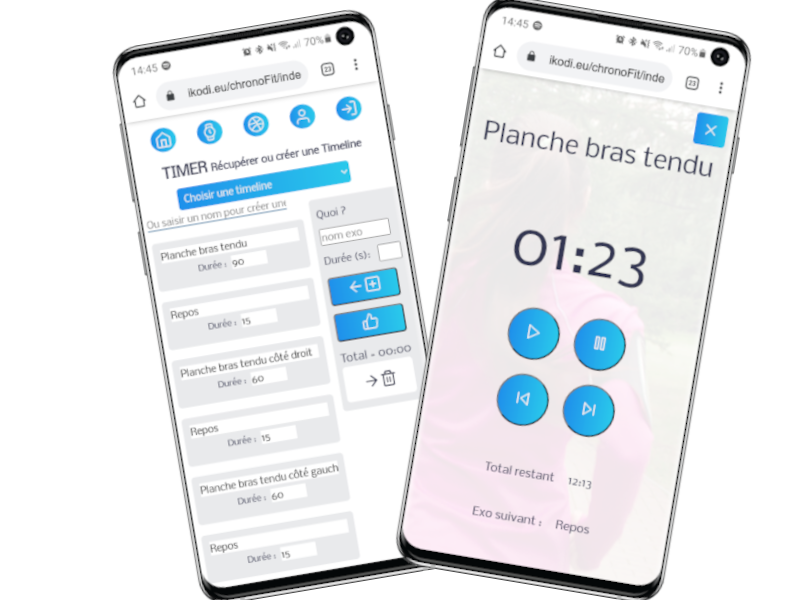 14:45
70%
ikodi.eu/chronoFit/inde
23
TIMER Récupérer ou créer une Timeline
Choisir une timeline
Ou saisir un nom pour créer une
Planche bras tendu
Durée : 90
Repos
Durée : 15
Planche bras tendu côté droit
Durée : 60
Repos
Durée : 15
Planche bras tendu côté gauch
Durée : 60
Repos
Durée : 15
Quoi ?
nom exo
Durée (s):
Total = 00:00
14:45
70%
ikodi.eu/chronoFit/inde
23
Planche bras tendu
01:23
Total restant 12:13
Exo suivant : Repos